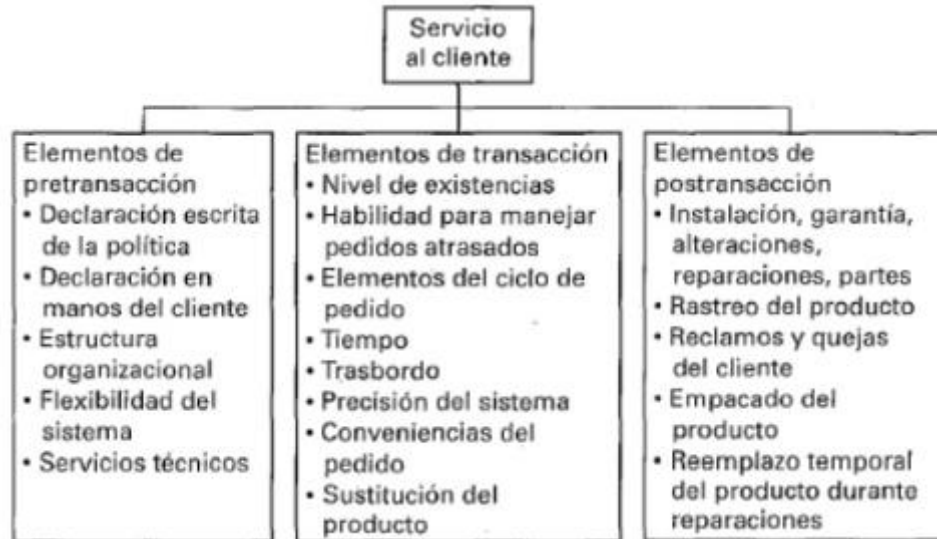 Servicio
al cliente
Elementos de
pretransacción
• Declaración escrita
de la política
• Declaración en
manos del cliente
• Estructura
organizacional
• Flexibilidad del
sistema
• Servicios técnicos
Elementos de transacción
• Nivel de existencias
• Habilidad para manejar
pedidos atrasados
• Elementos del ciclo de
pedido
• Tiempo
• Trasbordo
• Precisión del sistema
• Conveniencias del
pedido
• Sustitución del
producto
Elementos de
postransacción
• Instalación, garantía,
alteraciones,
reparaciones, partes
• Rastreo del producto
• Reclamos y quejas
del cliente
• Empacado del
producto
• Reemplazo temporal
del producto durante
reparaciones